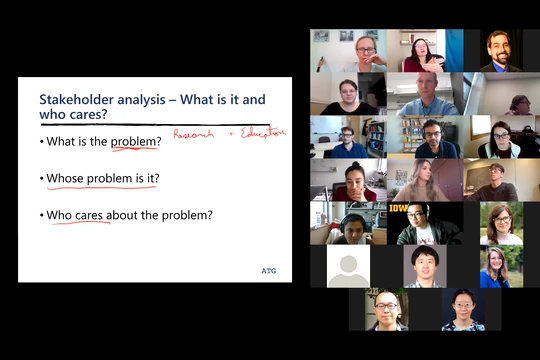 Stakeholder analysis – What is it and
who cares?
• What is the problem? Research + Education
• Whose problem is it?
• Who cares about the problem?
ATG
IOW